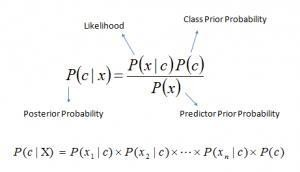 Likelihood
Class Prior Probability
P(c | x) = P(x | c) P(c) / P(x)
Posterior Probability
Predictor Prior Probability
P(c | X) = P(x₁ | c) × P(x₂ | c) × ⋯ × P(xₙ | c) × P(c)